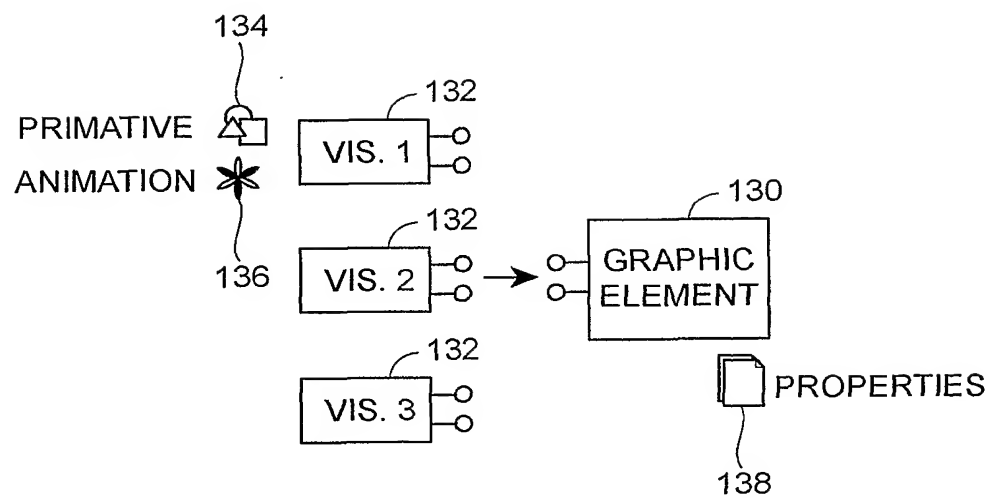 134
132
PRIMATIVE
VIS. 1
ANIMATION
130
132
136
VIS. 2
GRAPHIC
ELEMENT
132
VIS. 3
PROPERTIES
138